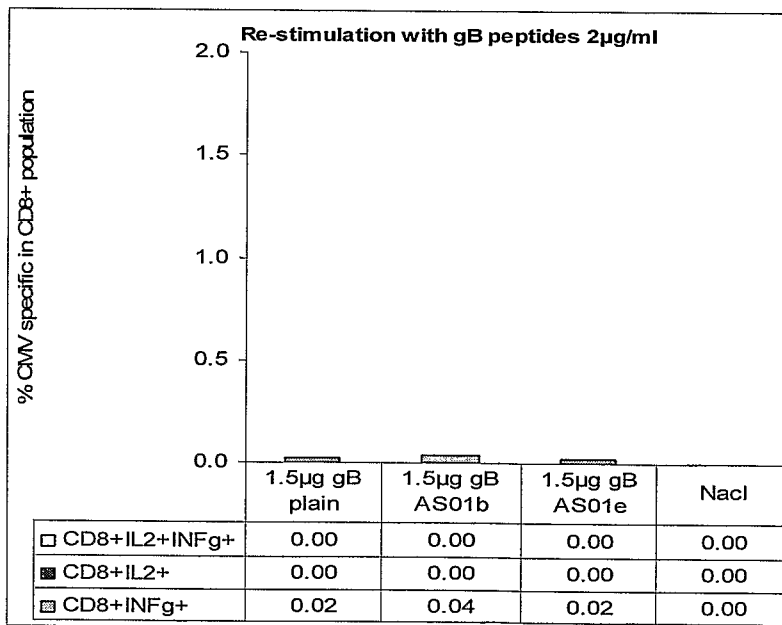 Re-stimulation with gB peptides 2µg/ml
% CMV specific in CD8+ population
2.0
1.5
1.0
0.5
0.0
1.5µg gB plain 1.5µg gB AS01b 1.5µg gB AS01e Nacl
CD8+IL2+INFg+ 0.00 0.00 0.00 0.00
CD8+IL2+ 0.00 0.00 0.00 0.00
CD8+INFg+ 0.02 0.04 0.02 0.00